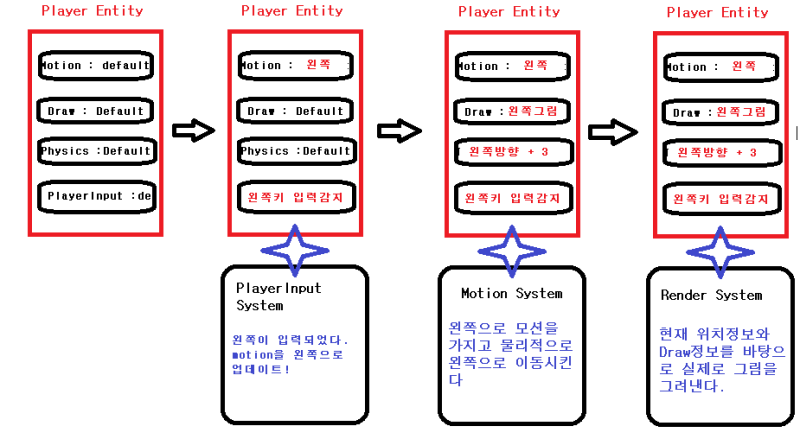 Player Entity
Motion : default
Draw : Default
Physics :Default
PlayerInput :de
Player Entity
Motion : 왼쪽 :
Draw : Default
Physics :Default
왼쪽키 입력감지
PlayerInput
System
왼쪽이 입력되었다.
motion을 왼쪽으로
업데이트!
Player Entity
Motion : 왼쪽 :
Draw :왼쪽그림
왼쪽방향 + 3
왼쪽키 입력감지
Motion System
왼쪽으로 모션을
가지고 물리적으로
왼쪽으로 이동시킨
다
Player Entity
Motion : 왼쪽 :
Draw :왼쪽그림
왼쪽방향 + 3
왼쪽키 입력감지
Render System
현재 위치정보와
Draw정보를 바탕으
로 실제로 그림을
그려낸다.